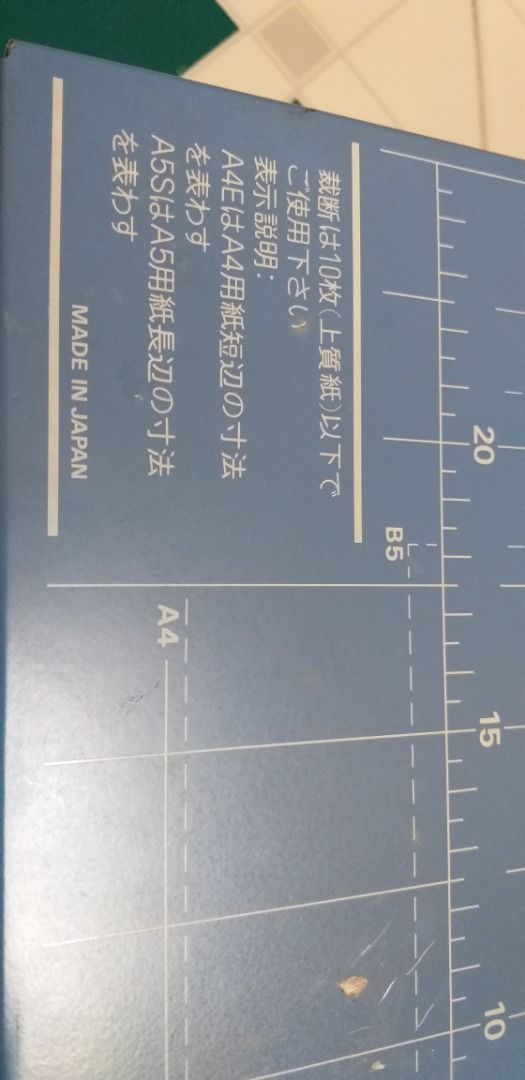 裁断は10枚(上質紙)以下で
ご使用下さい
表示説明:
A4EはA4用紙短辺の寸法
を表わす
A5SはA5用紙長辺の寸法
を表わす
MADE IN JAPAN
B5
A4
20
15
10